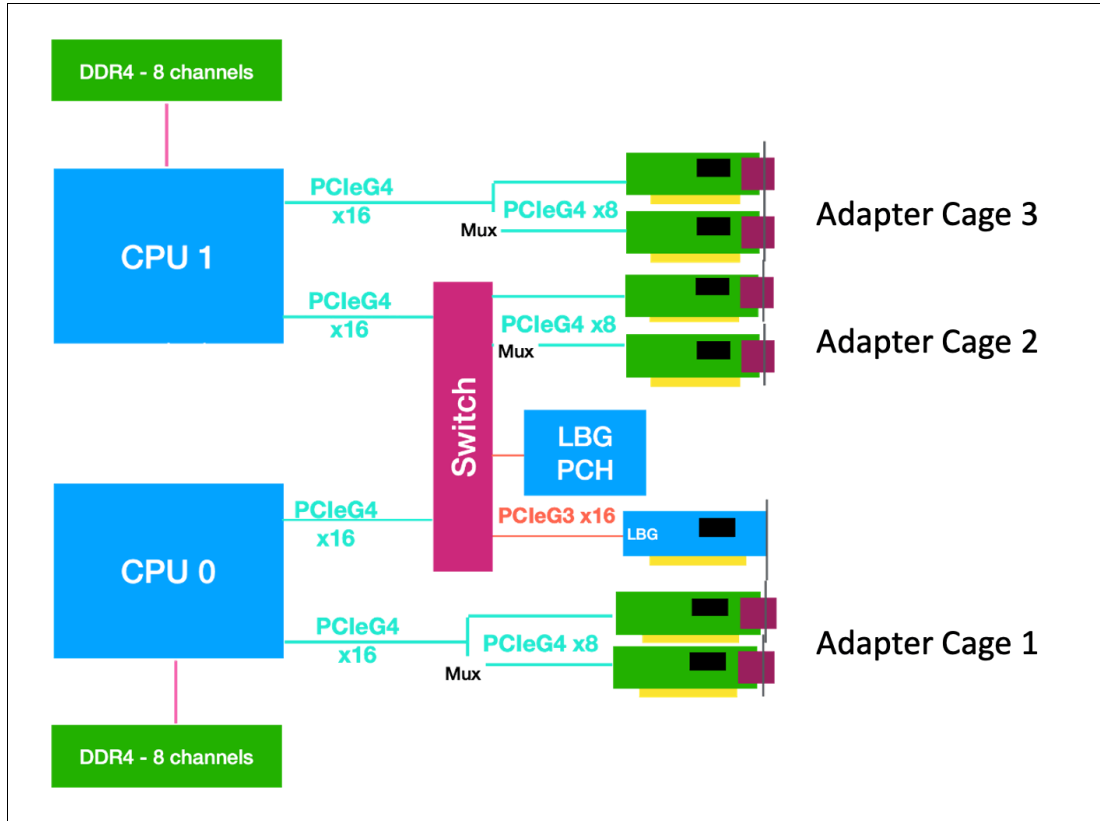 DDR4 - 8 channels
CPU 1
PCIeG4
x16
PCIeG4 x8
Mux
Adapter Cage 3
PCIeG4
x16
PCIeG4 x8
Mux
Adapter Cage 2
Switch
LBG
PCH
CPU 0
PCIeG4
x16
PCIeG3 x16
LBG
PCIeG4
x16
PCIeG4 x8
Mux
Adapter Cage 1
DDR4 - 8 channels